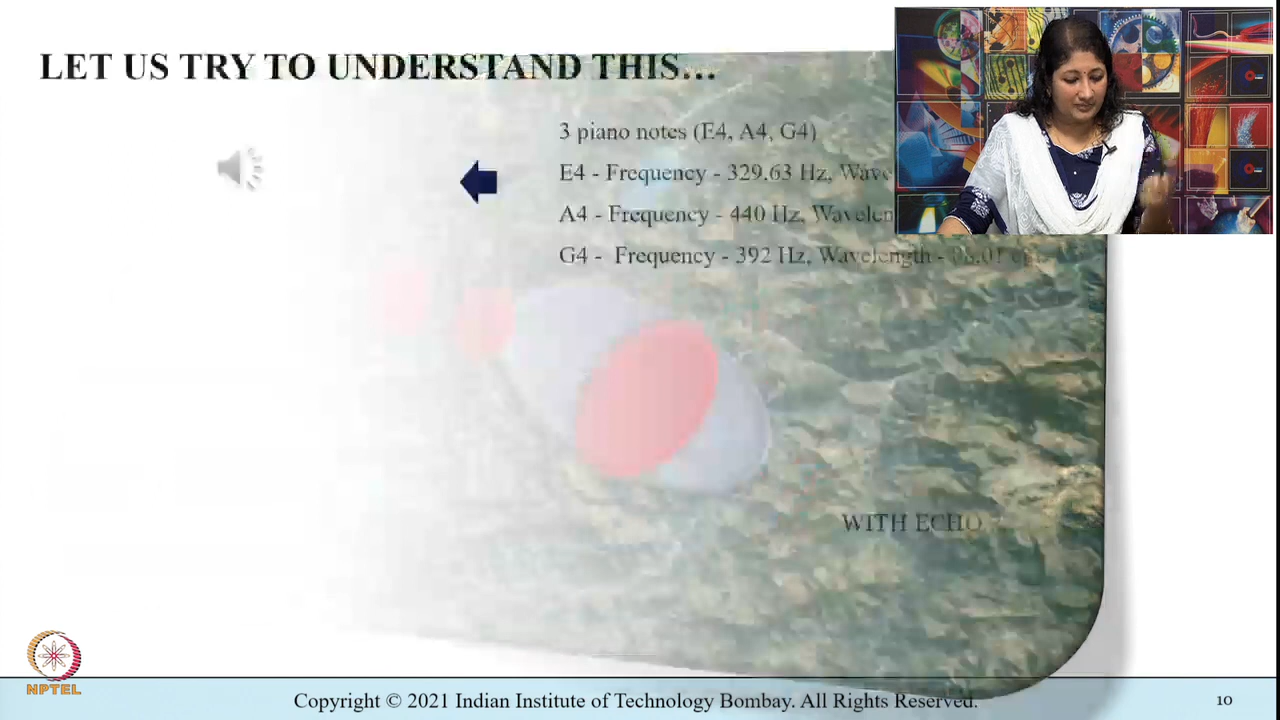 LET US TRY TO UNDERSTAND THIS...
3 piano notes (E4, A4, G4)
E4 - Frequency - 329.63 Hz,
A4 - Frequency - 440 Hz,
G4 - Frequency - 392 Hz, Wavelength -
WITH ECHO
NPTEL
Copyright © 2021 Indian Institute of Technology Bombay. All Rights Reserved.
10